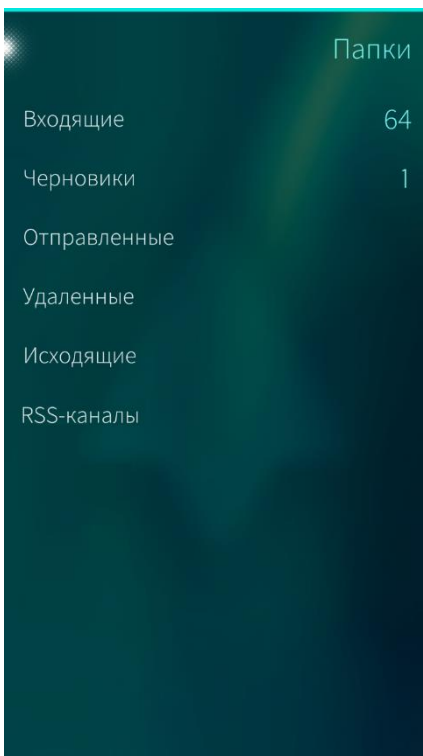 Папки
Входящие 64
Черновики 1
Отправленные
Удаленные
Исходящие
RSS-каналы